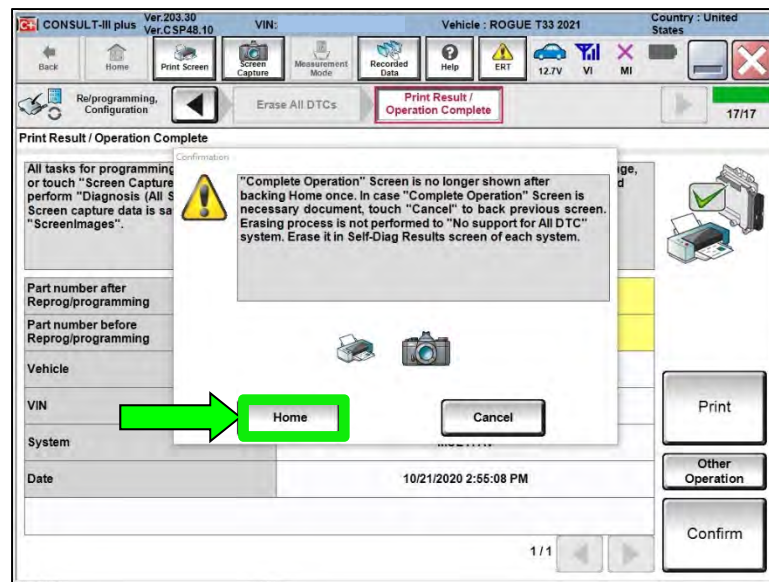 CONSULT-III plus
Ver.203.30
Ver.CSP48.10
VIN:
Vehicle : ROGUE T33 2021
Country : United
States
Back
Home
Print Screen
Screen
Capture
Measurement
Mode
Recorded
Data
Help
ERT
12.7V
VI
MI
Re/programming,
Configuration
Erase All DTCs
Print Result /
Operation Complete
17/17
Print Result / Operation Complete
All tasks for programming
or touch "Screen Capture
perform "Diagnosis (All S
Screen capture data is sa
"ScreenImages".
Confirmation
"Complete Operation" Screen is no longer shown after
backing Home once. In case "Complete Operation" Screen is
necessary document, touch "Cancel" to back previous screen.
Erasing process is not performed to "No support for All DTC"
system. Erase it in Self-Diag Results screen of each system.
Home
Cancel
Part number after
Reprog/programming
Part number before
Reprog/programming
Vehicle
VIN
System
Date
10/21/2020 2:55:08 PM
1/1
Print
Other
Operation
Confirm